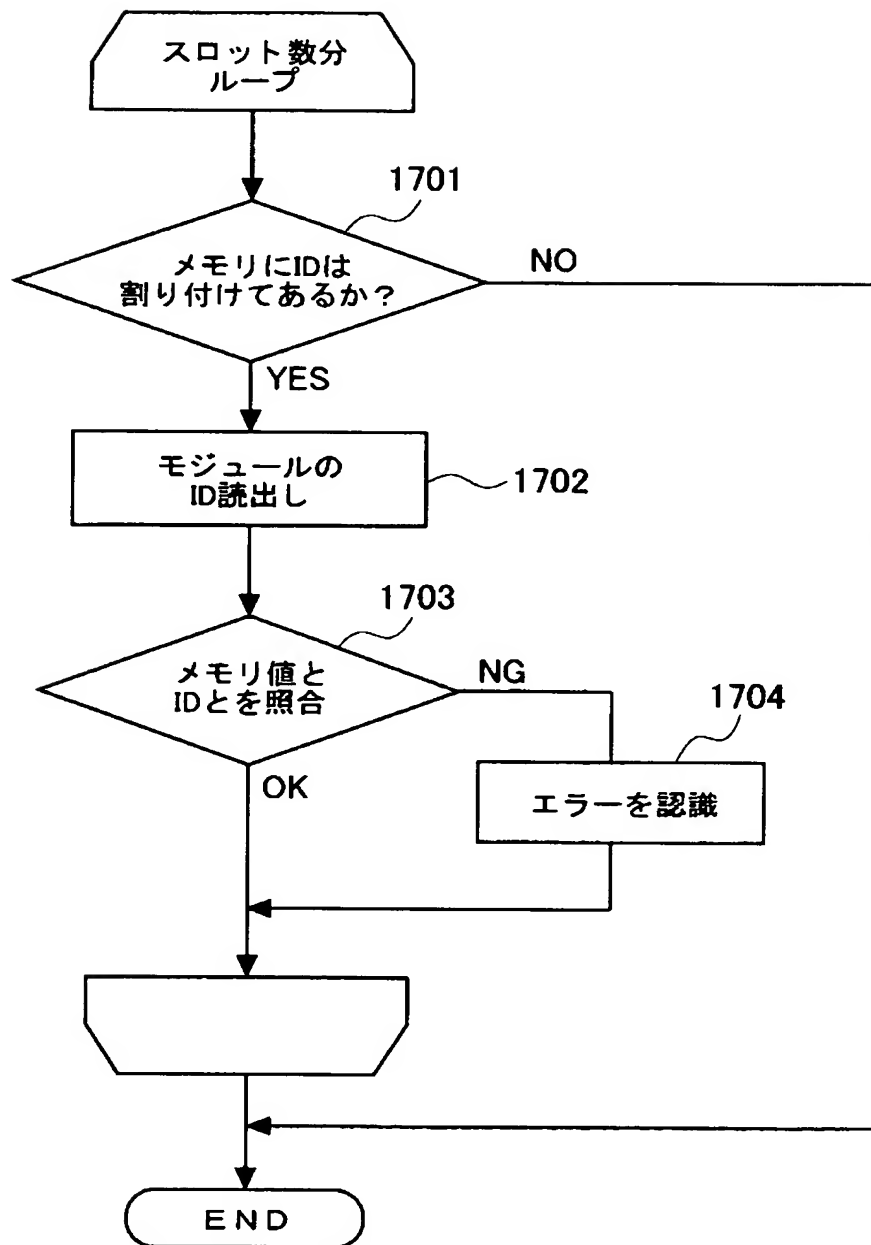 スロット数分
ループ
1701
メモリにIDは
割り付けてあるか？
NO
YES
モジュールの
ID読出し
1702
1703
メモリ値と
IDとを照合
NG
1704
OK
エラーを認識
END